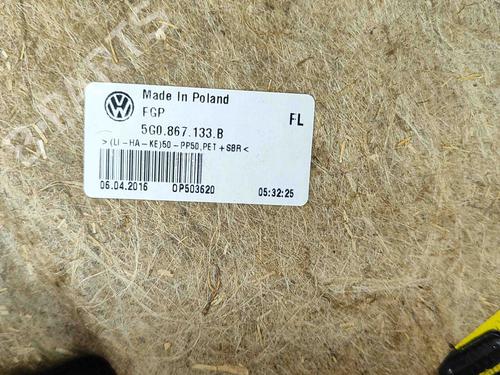 Made In Poland
FGP FL
5G0.867.133.B
>(LI-HA-KE)50-PP50,PET+SBR<
06.04.2016 OP503620 05:32:25